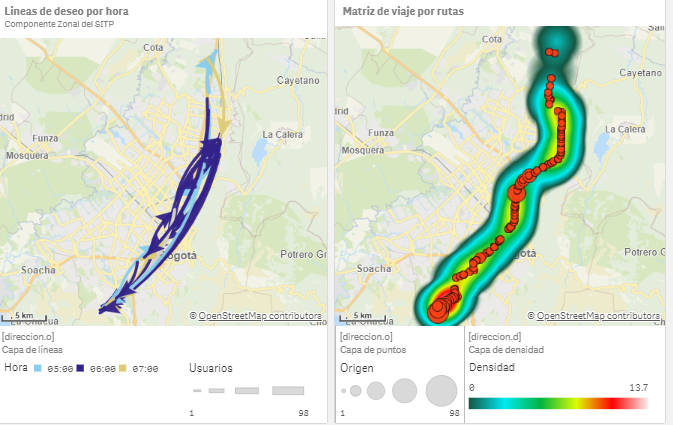 Lineas de deseo por hora
Componente Zonal del SITP
Cota
Cayetano
La Calera
Funza
Mosquera
Soacha
Potrero Gr
5 km
© OpenStreetMap contributors
[direccion.o]
Capa de líneas
Hora 05:00 06:00 07:00
Usuarios
1 98
Matriz de viaje por rutas
Cota
Cayetano
La Calera
Funza
Mosquera
Soacha
Potrero G
5 km
© OpenStreetMap contributors
[direccion.o]
Capa de puntos
Origen
1 98
[direccion.d]
Capa de densidad
Densidad
0 13.7